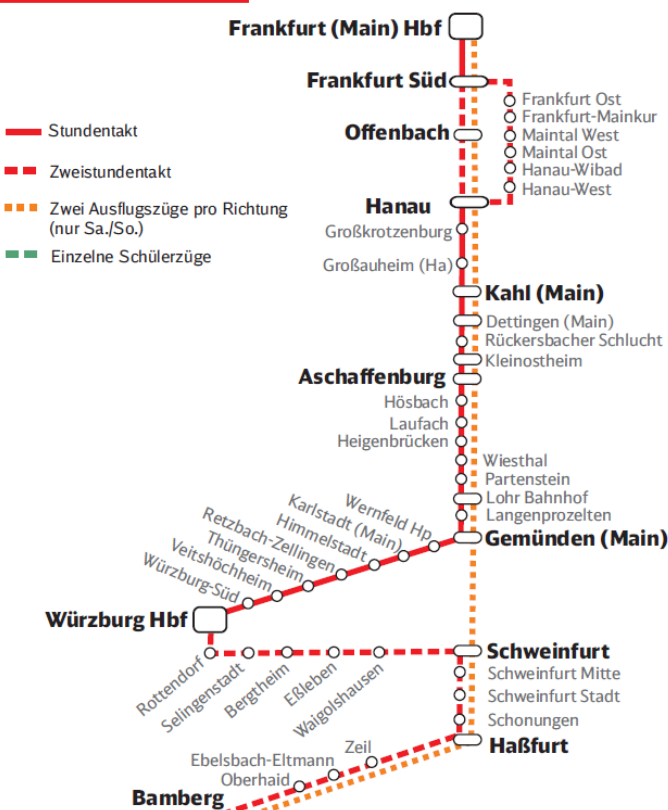 Frankfurt (Main) Hbf
Frankfurt Süd
Frankfurt Ost
Frankfurt-Mainkur
Maintal West
Maintal Ost
Hanau-Wibad
Hanau-West
Stundentakt
Zweistundentakt
Zwei Ausflugszüge pro Richtung
(nur Sa./So.)
Einzelne Schülerzüge
Offenbach
Hanau
Großkrotzenburg
Großauheim (Ha)
Kahl (Main)
Dettingen (Main)
Rückersbacher Schlucht
Kleinostheim
Aschaffenburg
Hösbach
Laufach
Heigenbrücken
Wiesthal
Partenstein
Lohr Bahnhof
Langenprozelten
Gemünden (Main)
Wernfeld Hp
Karlstadt (Main)
Himmelstadt
Retzbach-Zellingen
Thüngersheim
Veitshöchheim
Würzburg-Süd
Würzburg Hbf
Rottendorf
Selingenstadt
Bergtheim
Eßleben
Waigolshausen
Schweinfurt
Schweinfurt Mitte
Schweinfurt Stadt
Schonungen
Haßfurt
Zeil
Ebelsbach-Eltmann
Oberhaid
Bamberg